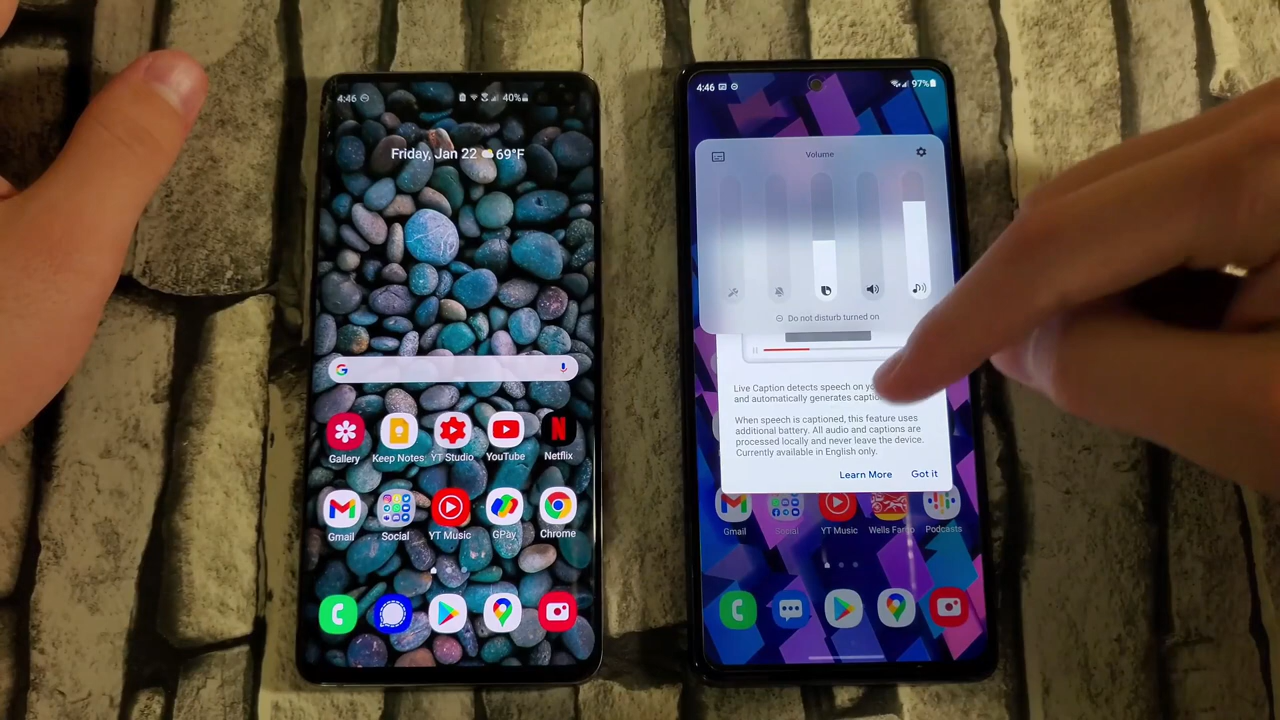 4:46
40%
Friday, Jan 22 69°F
G
Gallery
Keep Notes
YT Studio
YouTube
N
Netflix
Gmail
Social
YT Music
GPay
Chrome
4:46
97%
Volume
Do not disturb turned on
Live Caption detects speech on
and automatically generates
When speech is captioned, this feature uses
additional battery. All audio and captions are
processed locally and never leave the device.
Currently available in English only.
Learn More
Got it
Gmail
Social
YT Music
Wells Fargo
Podcasts